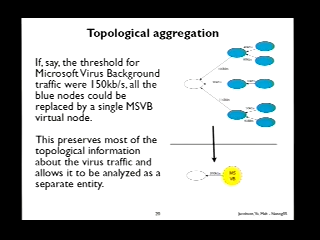 Topological aggregation
If, say, the threshold for
Microsoft Virus Background
traffic were 150kb/s, all the
blue nodes could be
replaced by a single MSVB
virtual node.
This preserves most of the
topological information
about the virus traffic and
allows it to be analyzed as a
separate entity.
MS
VB